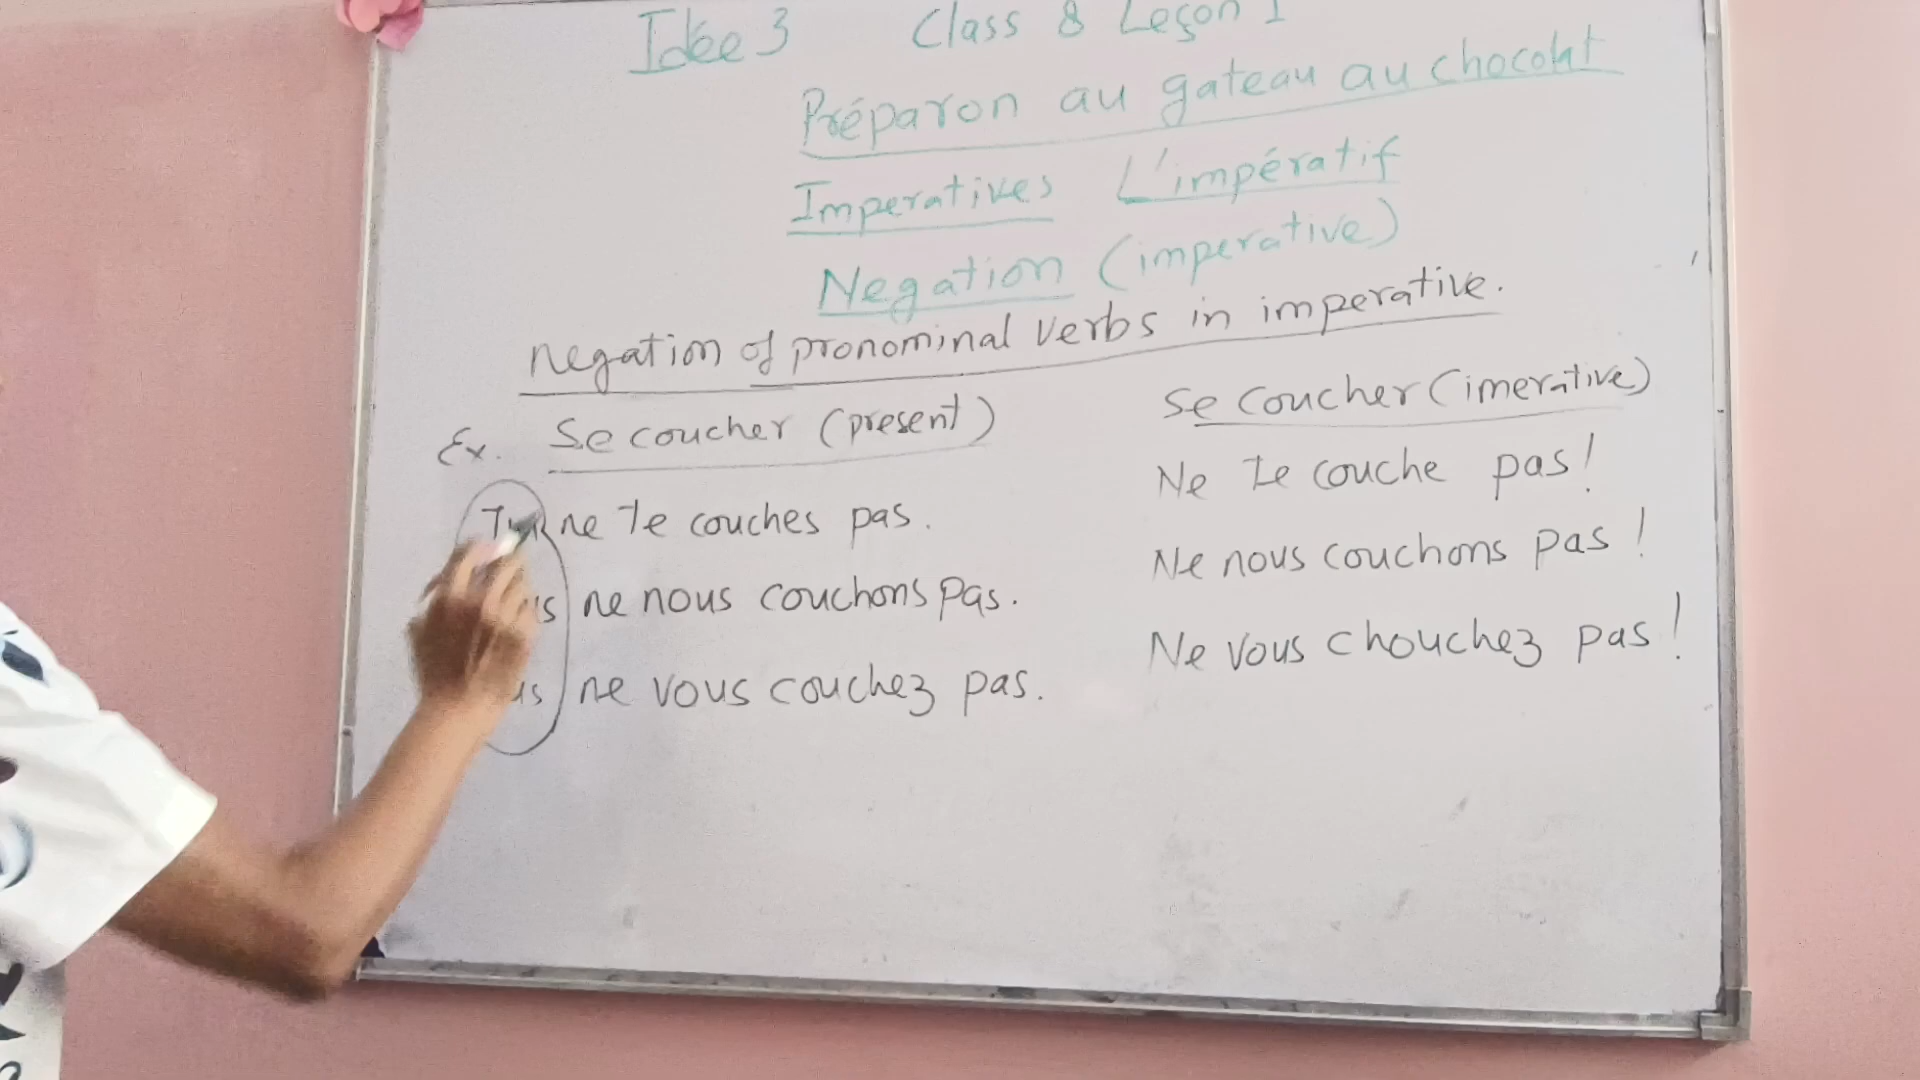 Idée 3 Class 8 Leçon 1
Préparon au gateau au chocolat
Imperatives L'impératif
Negation (imperative)
negation of pronominal verbs in imperative.
Ex. Se coucher (present)
Tu ne te couches pas.
ne nous couchons pas.
ne vous couchez pas.
Se coucher (imerative)
Ne te couche pas!
Ne nous couchons pas!
Ne vous chouchez pas!